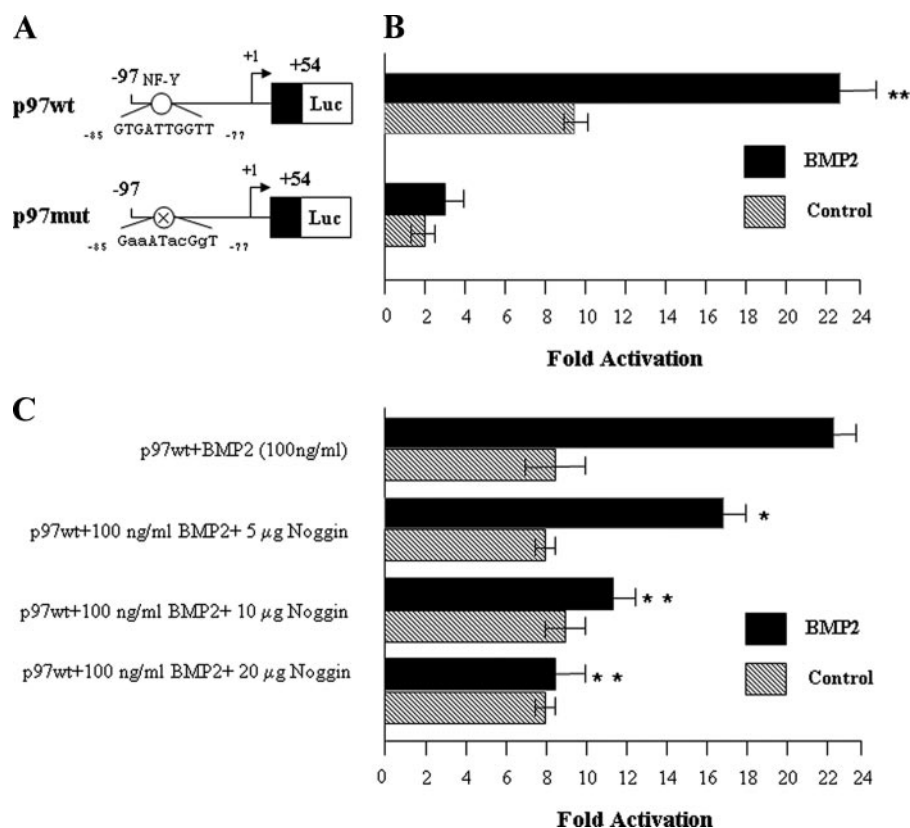 A
B
+1
+54
-97 NF-Y
p97wt
Luc
-85 GTGATTGGTT -77
**
BMP2
Control
+1
+54
-97
p97mut
Luc
-85 GaaATacGgT -77
0 2 4 6 8 10 12 14 16 18 20 22 24
Fold Activation
C
p97wt+BMP2 (100ng/ml)
p97wt+100 ng/ml BMP2+ 5 µg Noggin
*
p97wt+100 ng/ml BMP2+ 10 µg Noggin
* *
BMP2
p97wt+100 ng/ml BMP2+ 20 µg Noggin
* *
Control
0 2 4 6 8 10 12 14 16 18 20 22 24
Fold Activation